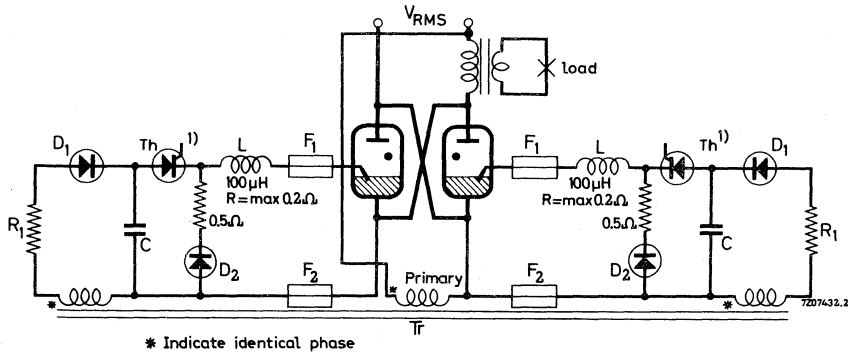 VRMS
load
D1
Th 1)
L
F1
F1
L
Th 1)
D1
100µH
R=max 0.2Ω
100µH
R=max 0.2Ω
R1
C
0.5Ω
0.5Ω
C
R1
D2
F2
Primary
F2
D2
*
*
*
7Z07432.2
Tr
* Indicate identical phase